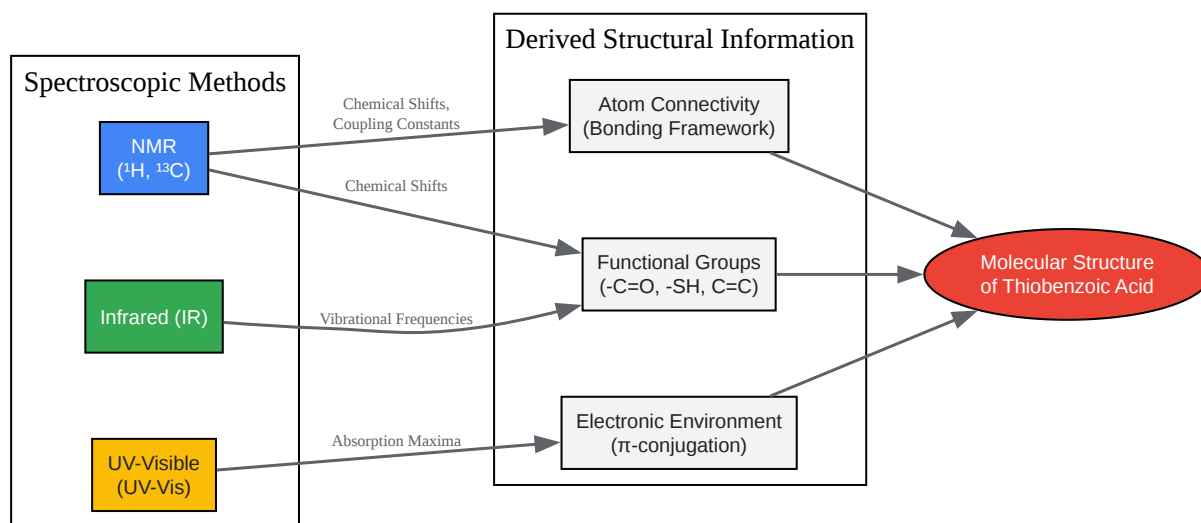 Spectroscopic Methods
NMR
(¹H, ¹³C)
Infrared (IR)
UV-Visible
(UV-Vis)
Chemical Shifts,
Coupling Constants
Chemical Shifts
Vibrational Frequencies
Absorption Maxima
Derived Structural Information
Atom Connectivity
(Bonding Framework)
Functional Groups
(-C=O, -SH, C=C)
Electronic Environment
(π-conjugation)
Molecular Structure
of Thiobenzoic Acid